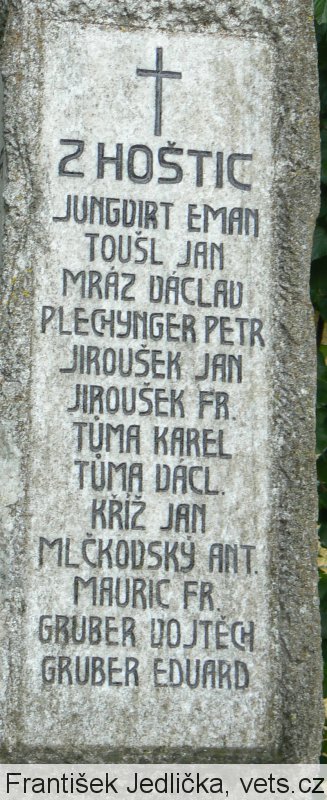 Z HOŠTIC
JUNGVIRT EMAN
TOUŠL JAN
MRÁZ VÁCLAV
PLECHYNGER PETR
JIROUŠEK JAN
JIROUŠEK FR.
TŮMA KAREL
TŮMA VÁCL.
KŘÍŽ JAN
MLČKOVSKÝ ANT.
MAURIC FR.
GRUBER VOJTĚCH
GRUBER EDUARD
František Jedlička, vets.cz